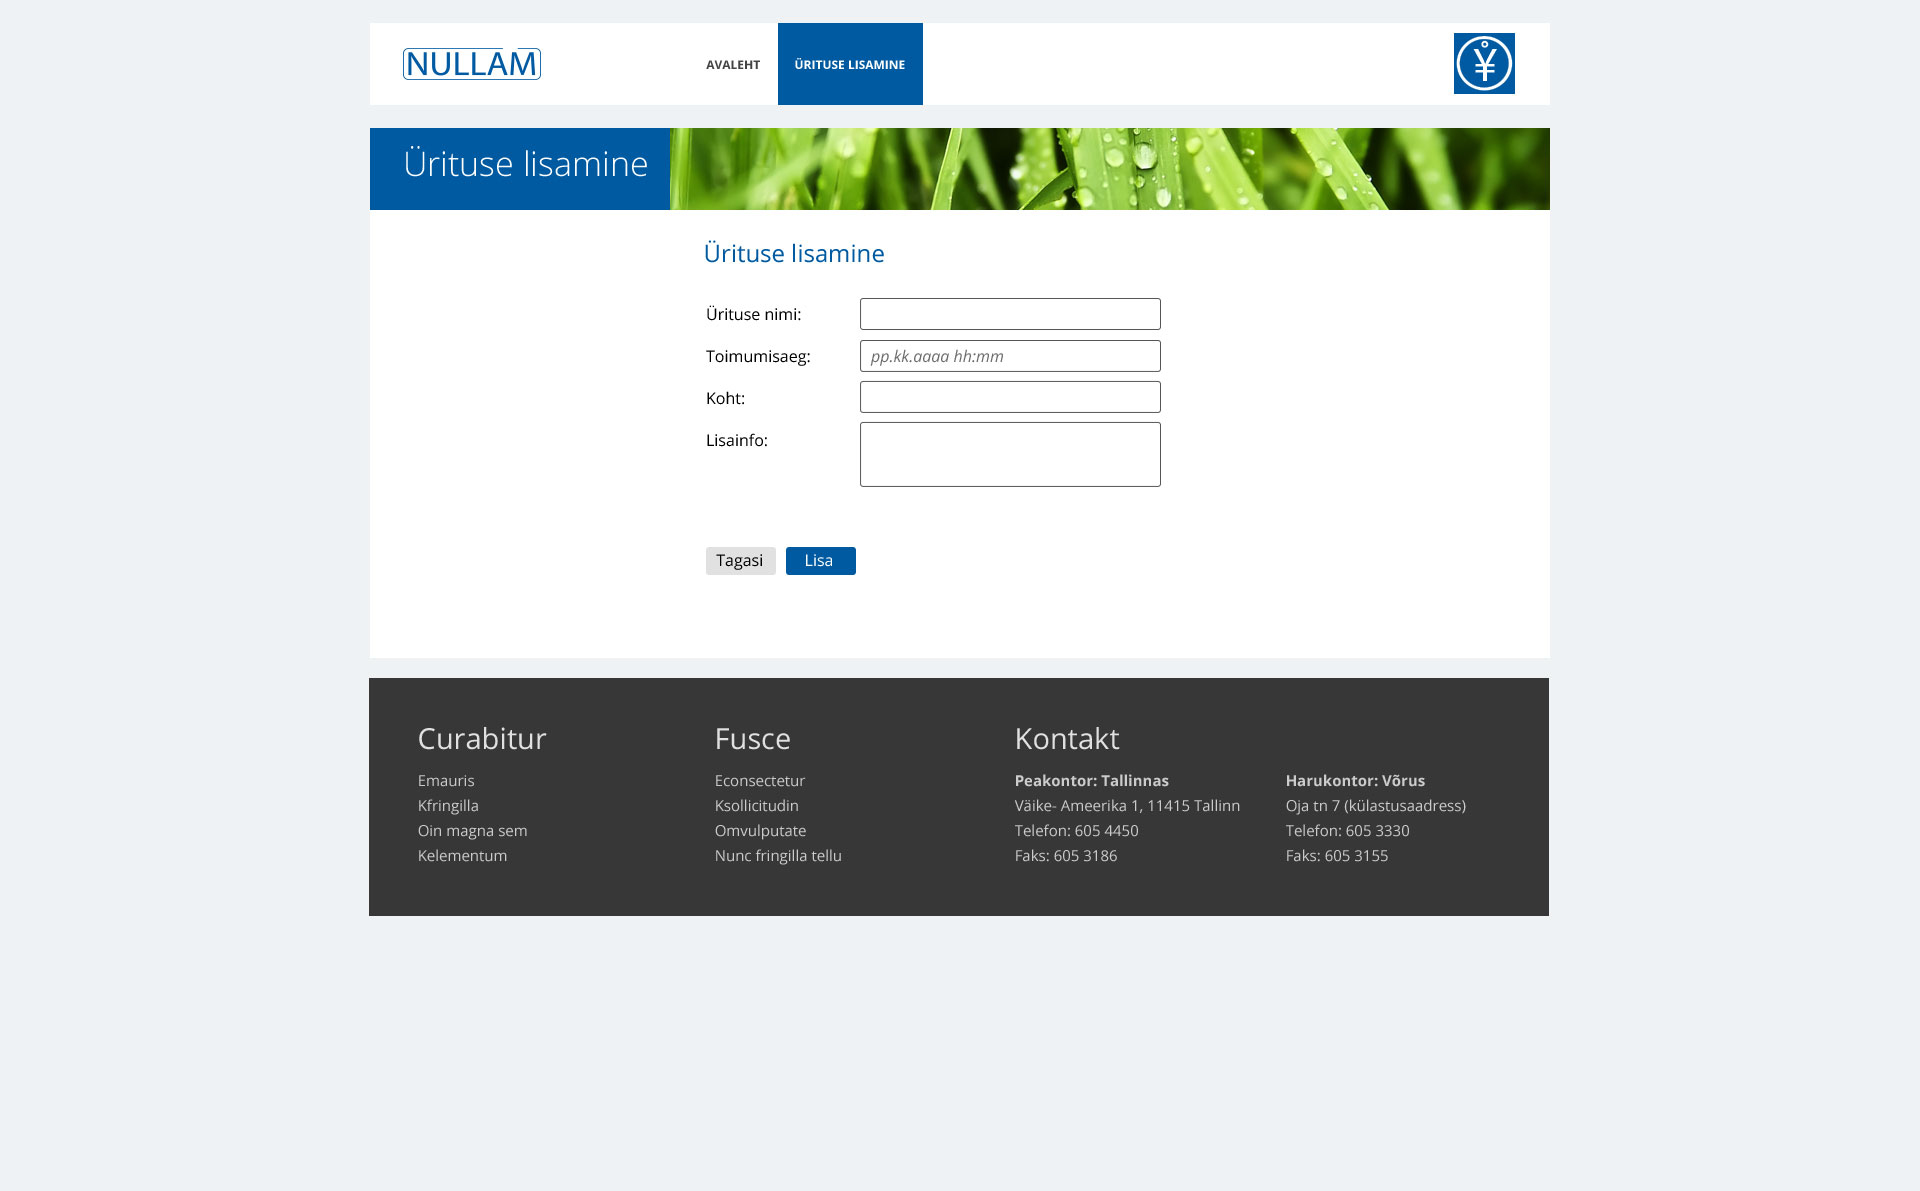 NULLAM
AVALEHT
ÜRITUSE LISAMINE
Ürituse lisamine
Ürituse lisamine
Ürituse nimi:
Toimumisaeg:
pp.kk.aaaa hh:mm
Koht:
Lisainfo:
Tagasi
Lisa
Curabitur
Emauris
Kfringilla
Oin magna sem
Kelementum
Fusce
Econsectetur
Ksollicitudin
Omvulputate
Nunc fringilla tellu
Kontakt
Peakontor: Tallinnas
Väike- Ameerika 1, 11415 Tallinn
Telefon: 605 4450
Faks: 605 3186
Harukontor: Võrus
Oja tn 7 (külastusaadress)
Telefon: 605 3330
Faks: 605 3155